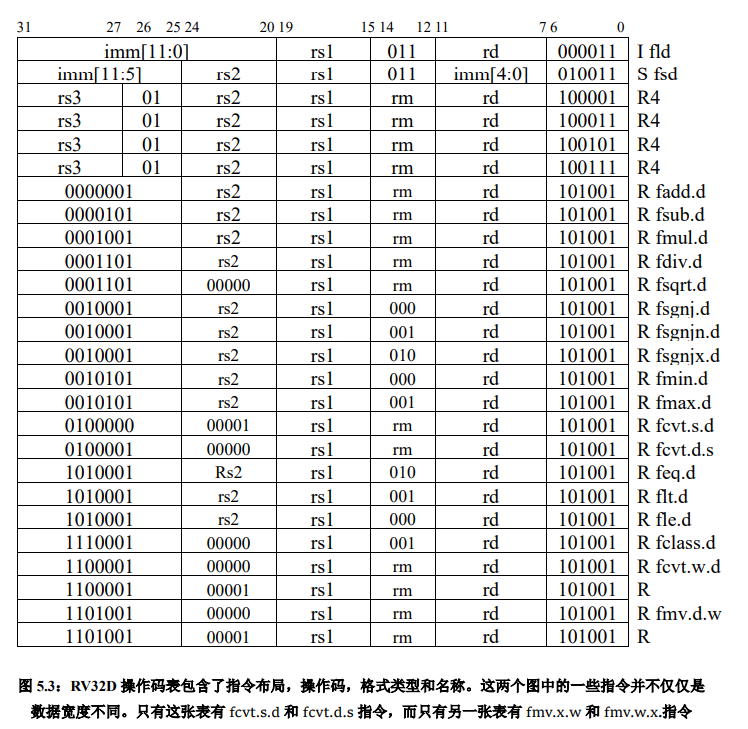 31 27 26 25 24 20 19 15 14 12 11 7 6 0
imm[11:0] rs1 011 rd 000011 I fld
imm[11:5] rs2 rs1 011 imm[4:0] 010011 S fsd
rs3 01 rs2 rs1 rm rd 100001 R4
rs3 01 rs2 rs1 rm rd 100011 R4
rs3 01 rs2 rs1 rm rd 100101 R4
rs3 01 rs2 rs1 rm rd 100111 R4
0000001 rs2 rs1 rm rd 101001 R fadd.d
0000101 rs2 rs1 rm rd 101001 R fsub.d
0001001 rs2 rs1 rm rd 101001 R fmul.d
0001101 rs2 rs1 rm rd 101001 R fdiv.d
0001101 00000 rs1 rm rd 101001 R fsqrt.d
0010001 rs2 rs1 000 rd 101001 R fsgnj.d
0010001 rs2 rs1 001 rd 101001 R fsgnjn.d
0010001 rs2 rs1 010 rd 101001 R fsgnjx.d
0010101 rs2 rs1 000 rd 101001 R fmin.d
0010101 rs2 rs1 001 rd 101001 R fmax.d
0100000 00001 rs1 rm rd 101001 R fcvt.s.d
0100001 00000 rs1 rm rd 101001 R fcvt.d.s
1010001 Rs2 rs1 010 rd 101001 R feq.d
1010001 rs2 rs1 001 rd 101001 R flt.d
1010001 rs2 rs1 000 rd 101001 R fle.d
1110001 00000 rs1 001 rd 101001 R fclass.d
1100001 00000 rs1 rm rd 101001 R fcvt.w.d
1100001 00001 rs1 rm rd 101001 R
1101001 00000 rs1 rm rd 101001 R fmv.d.w
1101001 00001 rs1 rm rd 101001 R
图 5.3：RV32D 操作码表包含了指令布局，操作码，格式类型和名称。这两个图中的一些指令并不仅仅是
数据宽度不同。只有这张表有 fcvt.s.d 和 fcvt.d.s 指令，而只有另一张表有 fmv.x.w 和 fmv.w.x.指令